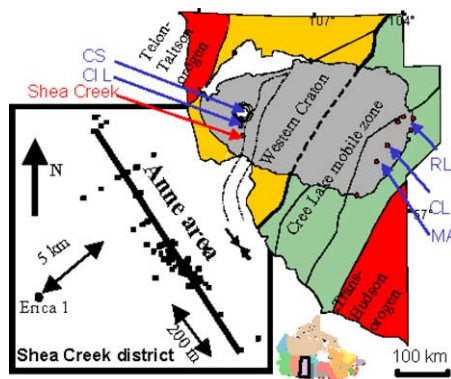 107°
104°
Telon-
Taltson
orogen
CS
CI L
Shea Creek
Western Craton
Cree Lake mobile zone
RL
CL
MA
57°
N
Anne area
5 km
Erica 1
200 m
Trans-
Hudson
orogen
Shea Creek district
100 km